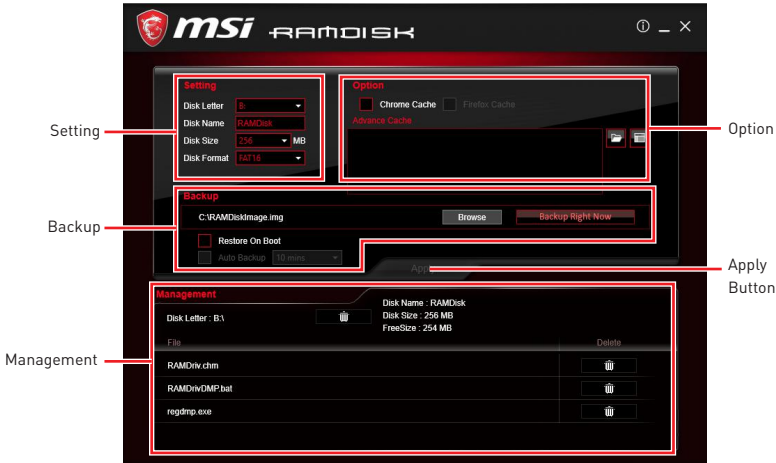 msi RAMDISK
Setting
Disk Letter B:
Disk Name RAMDisk
Disk Size 256 MB
Disk Format FAT16
Option
Chrome Cache Firefox Cache
Advance Cache
Setting
Option
Backup
C:\RAMDiskImage.img Browse Backup Right Now
Restore On Boot
Auto Backup 10 mins
Backup
Apply
Apply
Button
Management
Disk Letter : B:\
Disk Name : RAMDisk
Disk Size : 256 MB
FreeSize : 254 MB
File Delete
RAMDriv.chm
RAMDrivDMP.bat
regdmp.exe
Management